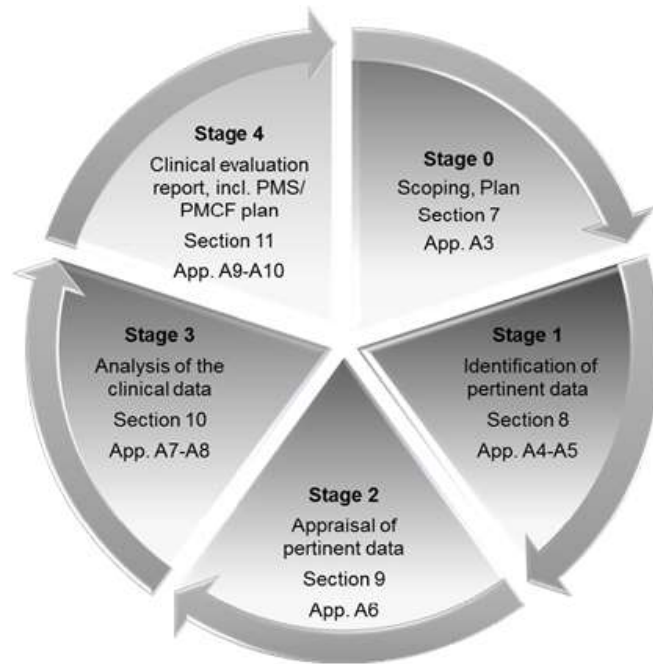 Stage 0
Scoping, Plan
Section 7
App. A3
Stage 1
Identification of
pertinent data
Section 8
App. A4-A5
Stage 2
Appraisal of
pertinent data
Section 9
App. A6
Stage 3
Analysis of the
clinical data
Section 10
App. A7-A8
Stage 4
Clinical evaluation
report, incl. PMS/
PMCF plan
Section 11
App. A9-A10